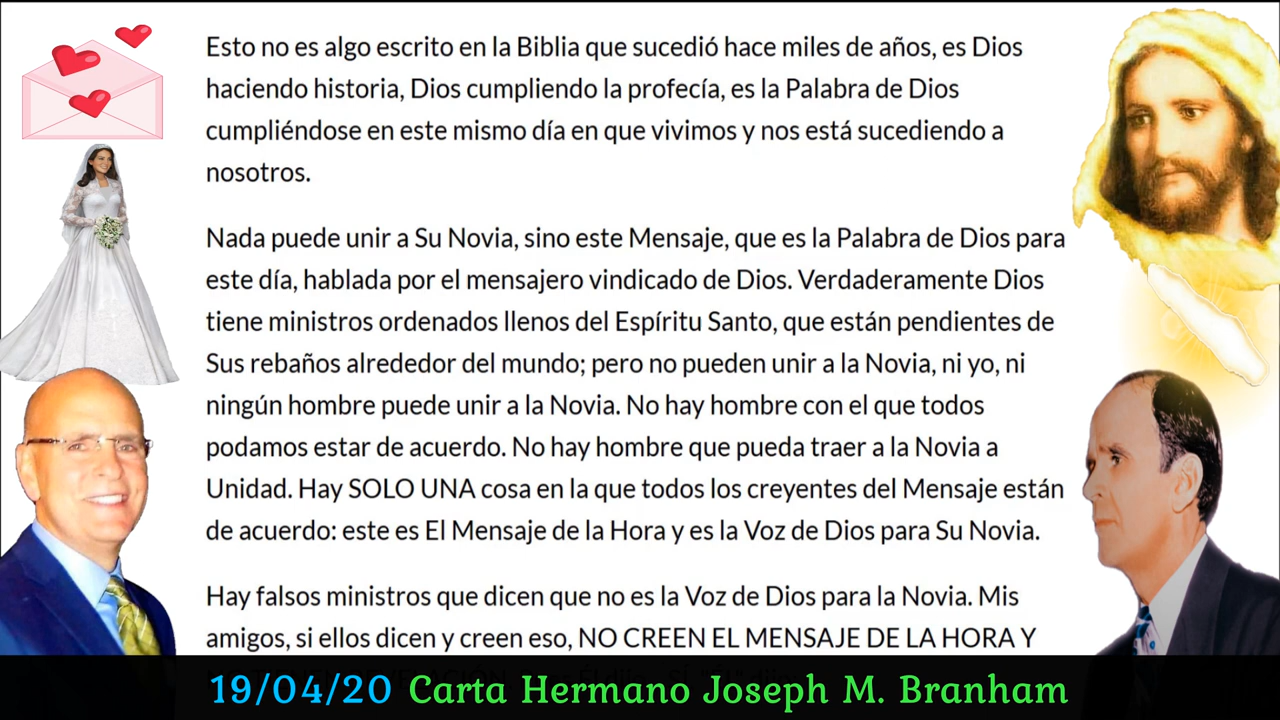 Esto no es algo escrito en la Biblia que sucedió hace miles de años, es Dios
haciendo historia, Dios cumpliendo la profecía, es la Palabra de Dios
cumpliéndose en este mismo día en que vivimos y nos está sucediendo a
nosotros.
Nada puede unir a Su Novia, sino este Mensaje, que es la Palabra de Dios para
este día, hablada por el mensajero vindicado de Dios. Verdaderamente Dios
tiene ministros ordenados llenos del Espíritu Santo, que están pendientes de
Sus rebaños alrededor del mundo; pero no pueden unir a la Novia, ni yo, ni
ningún hombre puede unir a la Novia. No hay hombre con el que todos
podamos estar de acuerdo. No hay hombre que pueda traer a la Novia a
Unidad. Hay SOLO UNA cosa en la que todos los creyentes del Mensaje están
de acuerdo: este es El Mensaje de la Hora y es la Voz de Dios para Su Novia.
Hay falsos ministros que dicen que no es la Voz de Dios para la Novia. Mis
amigos, si ellos dicen y creen eso, NO CREEN EL MENSAJE DE LA HORA Y
19/04/20 Carta Hermano Joseph M. Branham